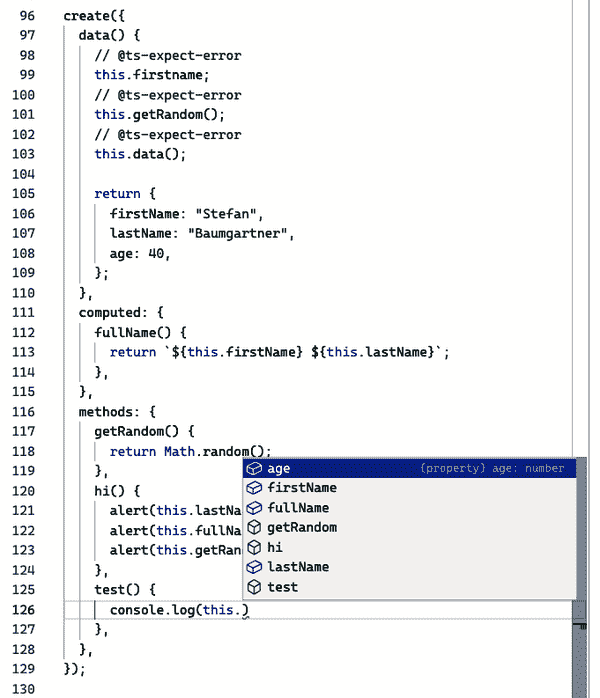 96 create({
97 data() {
98 // @ts-expect-error
99 this.firstname;
100 // @ts-expect-error
101 this.getRandom();
102 // @ts-expect-error
103 this.data();
104
105 return {
106 firstName: "Stefan",
107 lastName: "Baumgartner",
108 age: 40,
109 };
110 },
111 computed: {
112 fullName() {
113 return `${this.firstName} ${this.lastName}`;
114 },
115 },
116 methods: {
117 getRandom() {
118 return Math.random();
119 },
120 hi() {
121 alert(this.lastNa
122 alert(this.fullNa
123 alert(this.getRan
124 },
125 test() {
126 console.log(this.)
127 },
128 },
129 });
130
age {property} age: number
firstName
fullName
getRandom
hi
lastName
test